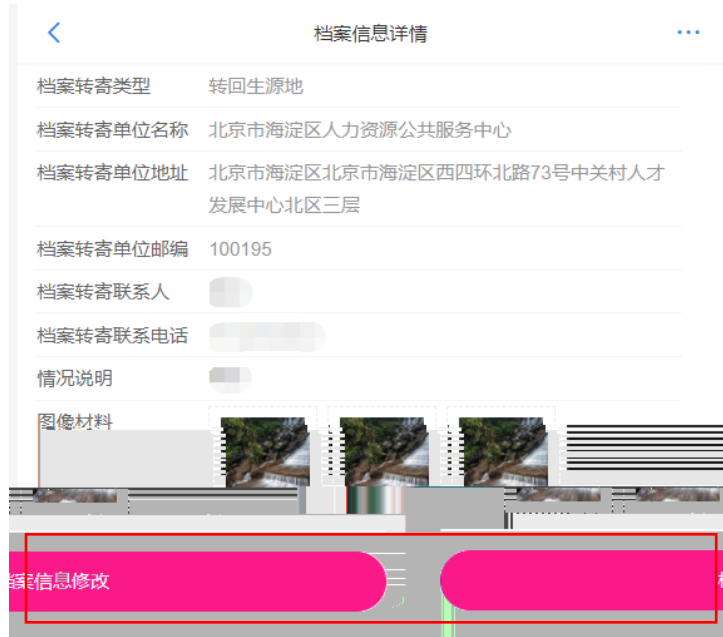 档案信息详情
档案转寄类型 转回生源地
档案转寄单位名称 北京市海淀区人力资源公共服务中心
档案转寄单位地址 北京市海淀区北京市海淀区西四环北路73号中关村人才
发展中心北区三层
档案转寄单位邮编 100195
档案转寄联系人
档案转寄联系电话
情况说明
图像材料
档案信息修改